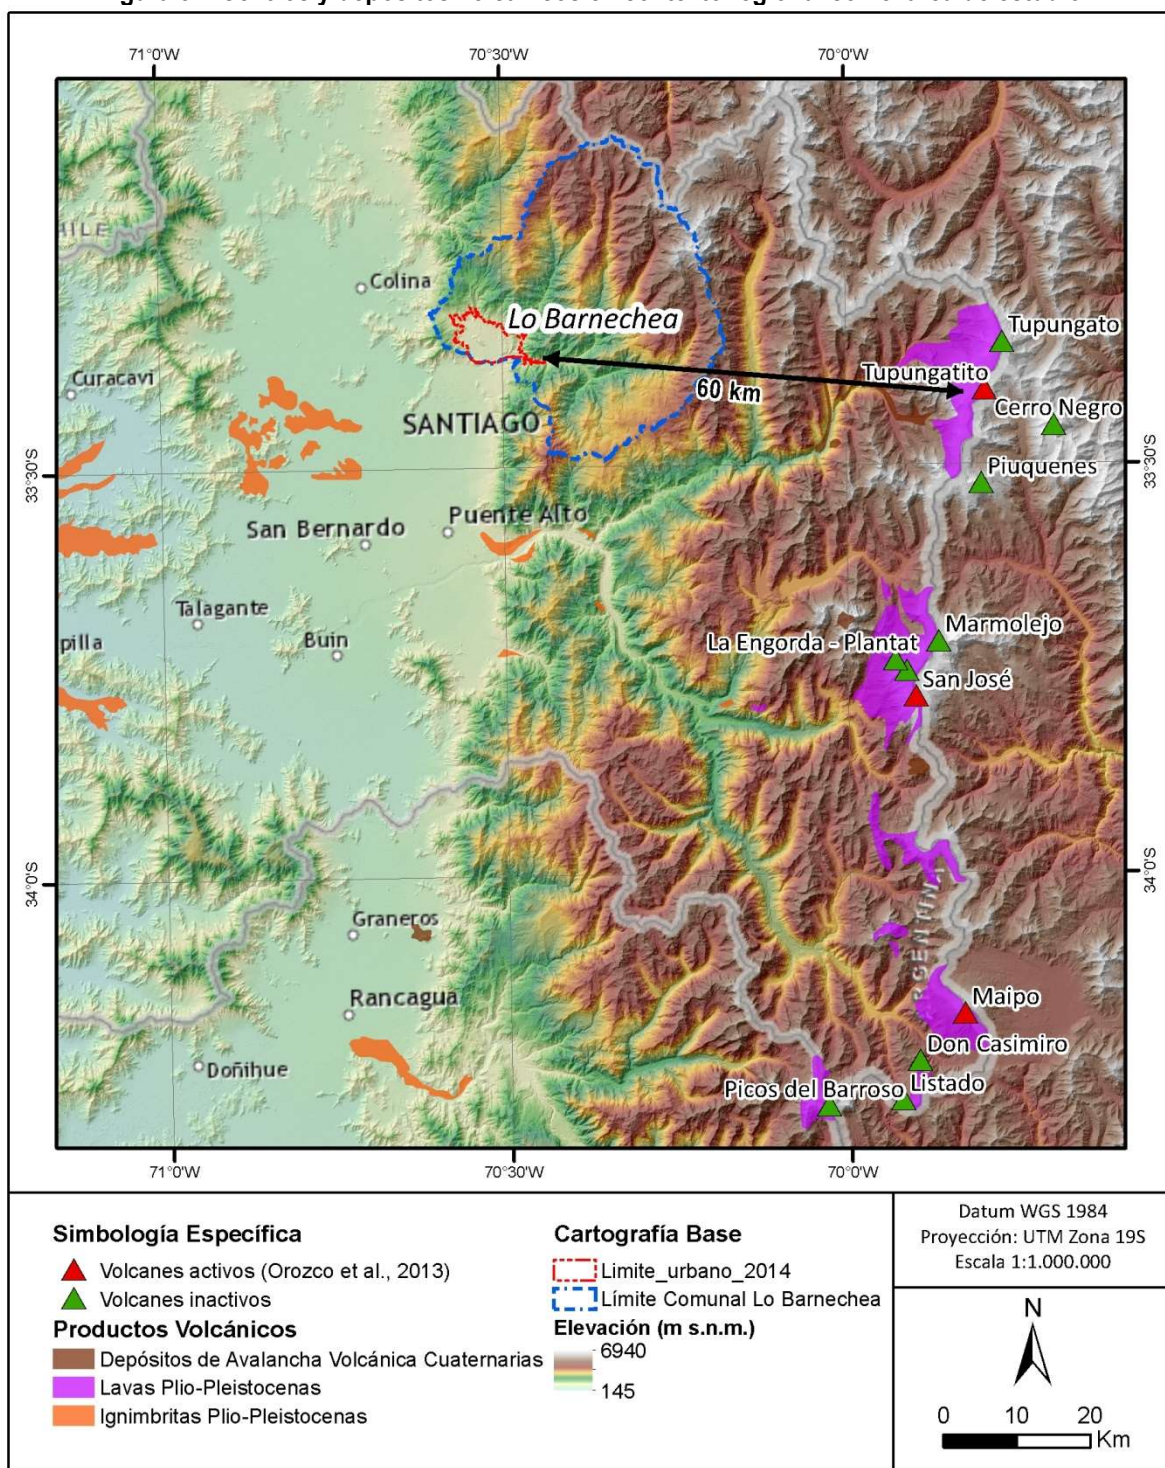 71°0'W
70°30'W
70°0'W
HILE
Colina
Lo Barnechea
Tupungato
Tupungatito
60 km
Curacavi
Cerro Negro
SANTIAGO
33°30'S
33°30'S
Piuquenes
Puente Alto
San Bernardo
Talagante
Marmolejo
pilla
Buin
La Engorda - Plantat
San José
34°0'S
34°0'S
Graneros
Rancagua
Maipo
Don Casimiro
Doñihue
Picos del Barroso
Listado
71°0'W
70°30'W
70°0'W
Simbología Específica
Volcanes activos (Orozco et al., 2013)
Volcanes inactivos
Productos Volcánicos
Depósitos de Avalancha Volcánica Cuaternarias
Lavas Plio-Pleistocenas
Ignimbritas Plio-Pleistocenas
Cartografía Base
Limite_urbano_2014
Límite Comunal Lo Barnechea
Elevación (m s.n.m.)
6940
145
Datum WGS 1984
Proyección: UTM Zona 19S
Escala 1:1.000.000
N
0 10 20
Km